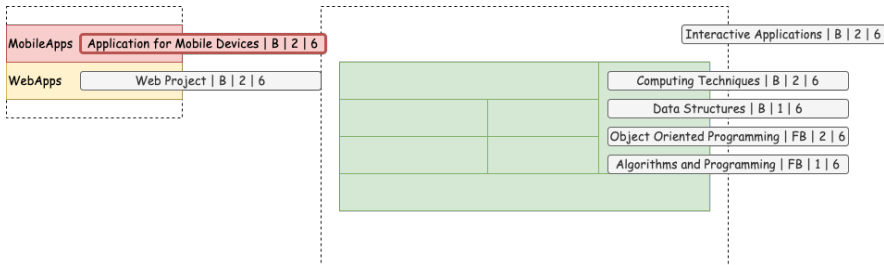 Interactive Applications | B | 2 | 6
MobileApps Application for Mobile Devices | B | 2 | 6
WebApps Web Project | B | 2 | 6
Computing Techniques | B | 2 | 6
Data Structures | B | 1 | 6
Object Oriented Programming | FB | 2 | 6
Algorithms and Programming | FB | 1 | 6